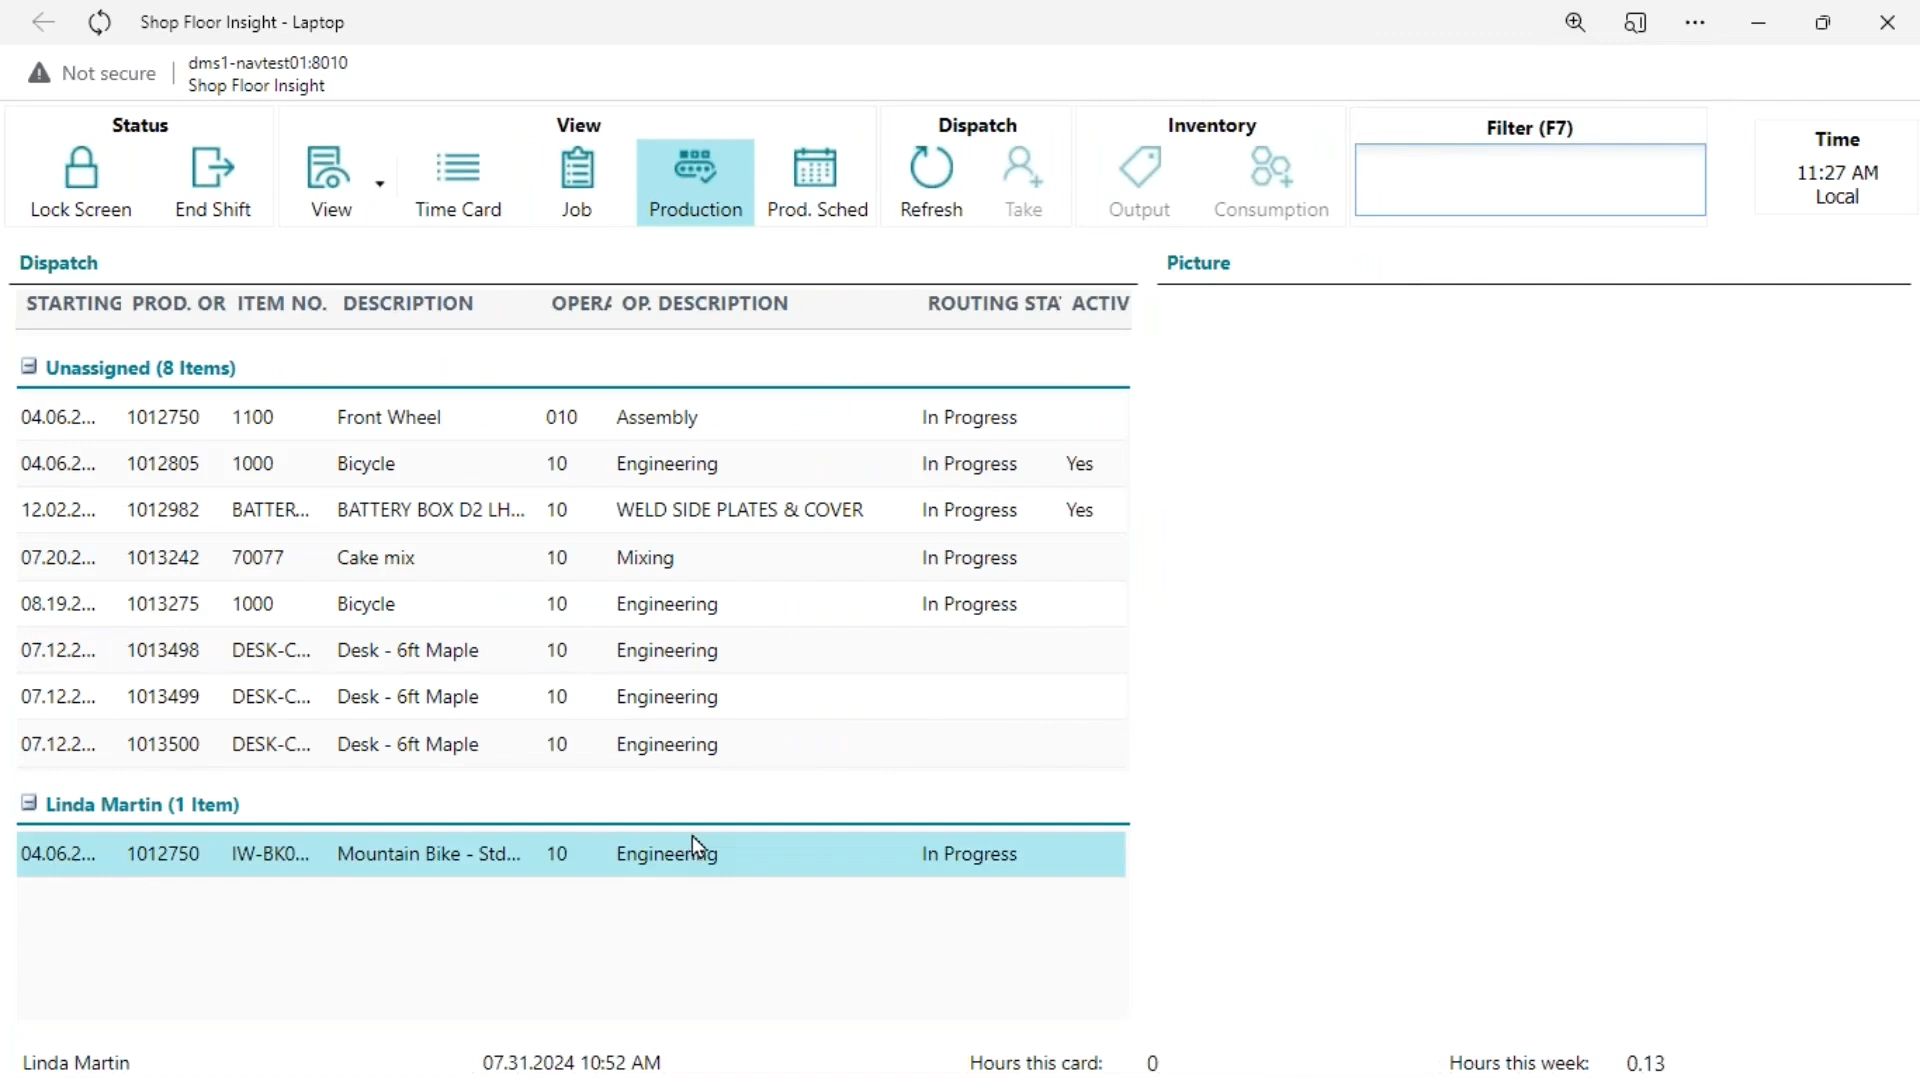 Shop Floor Insight - Laptop
Not secure
dms1-navtest01:8010
Shop Floor Insight
Status
View
Dispatch
Inventory
Filter (F7)
Time
11:27 AM
Local
Lock Screen
End Shift
View
Time Card
Job
Production
Prod. Sched
Refresh
Take
Output
Consumption
Dispatch
Picture
STARTING PROD. OR ITEM NO. DESCRIPTION OPERA OP. DESCRIPTION ROUTING STA ACTIV
Unassigned (8 Items)
04.06.2... 1012750 1100 Front Wheel 010 Assembly In Progress
04.06.2... 1012805 1000 Bicycle 10 Engineering In Progress Yes
12.02.2... 1012982 BATTER... BATTERY BOX D2 LH... 10 WELD SIDE PLATES & COVER In Progress Yes
07.20.2... 1013242 70077 Cake mix 10 Mixing In Progress
08.19.2... 1013275 1000 Bicycle 10 Engineering In Progress
07.12.2... 1013498 DESK-C... Desk - 6ft Maple 10 Engineering
07.12.2... 1013499 DESK-C... Desk - 6ft Maple 10 Engineering
07.12.2... 1013500 DESK-C... Desk - 6ft Maple 10 Engineering
Linda Martin (1 Item)
04.06.2... 1012750 IW-BK0... Mountain Bike - Std... 10 Engineering In Progress
Linda Martin 07.31.2024 10:52 AM Hours this card: 0 Hours this week: 0.13